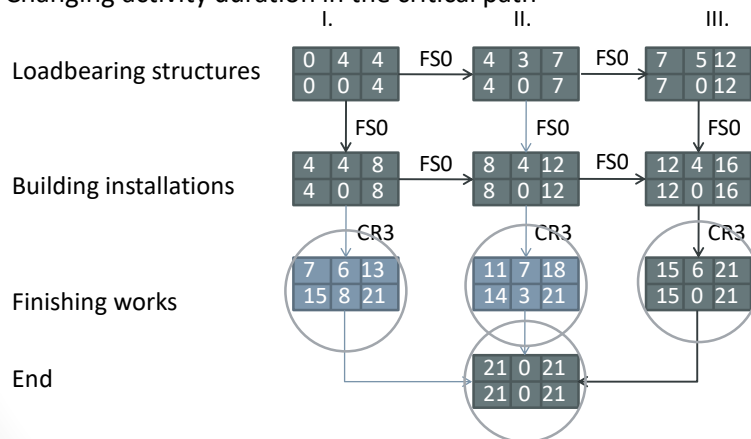 Changing activity duration in the critical path
I. II. III.
Loadbearing structures
0 4 4 FS0 4 3 7 FS0 7 5 12
0 0 4 4 0 7 7 0 12
FS0 FS0 FS0
Building installations
4 4 8 FS0 8 4 12 FS0 12 4 16
4 0 8 8 0 12 12 0 16
CR3 CR3 CR3
Finishing works
7 6 13 11 7 18 15 6 21
15 8 21 14 3 21 15 0 21
End
21 0 21
21 0 21